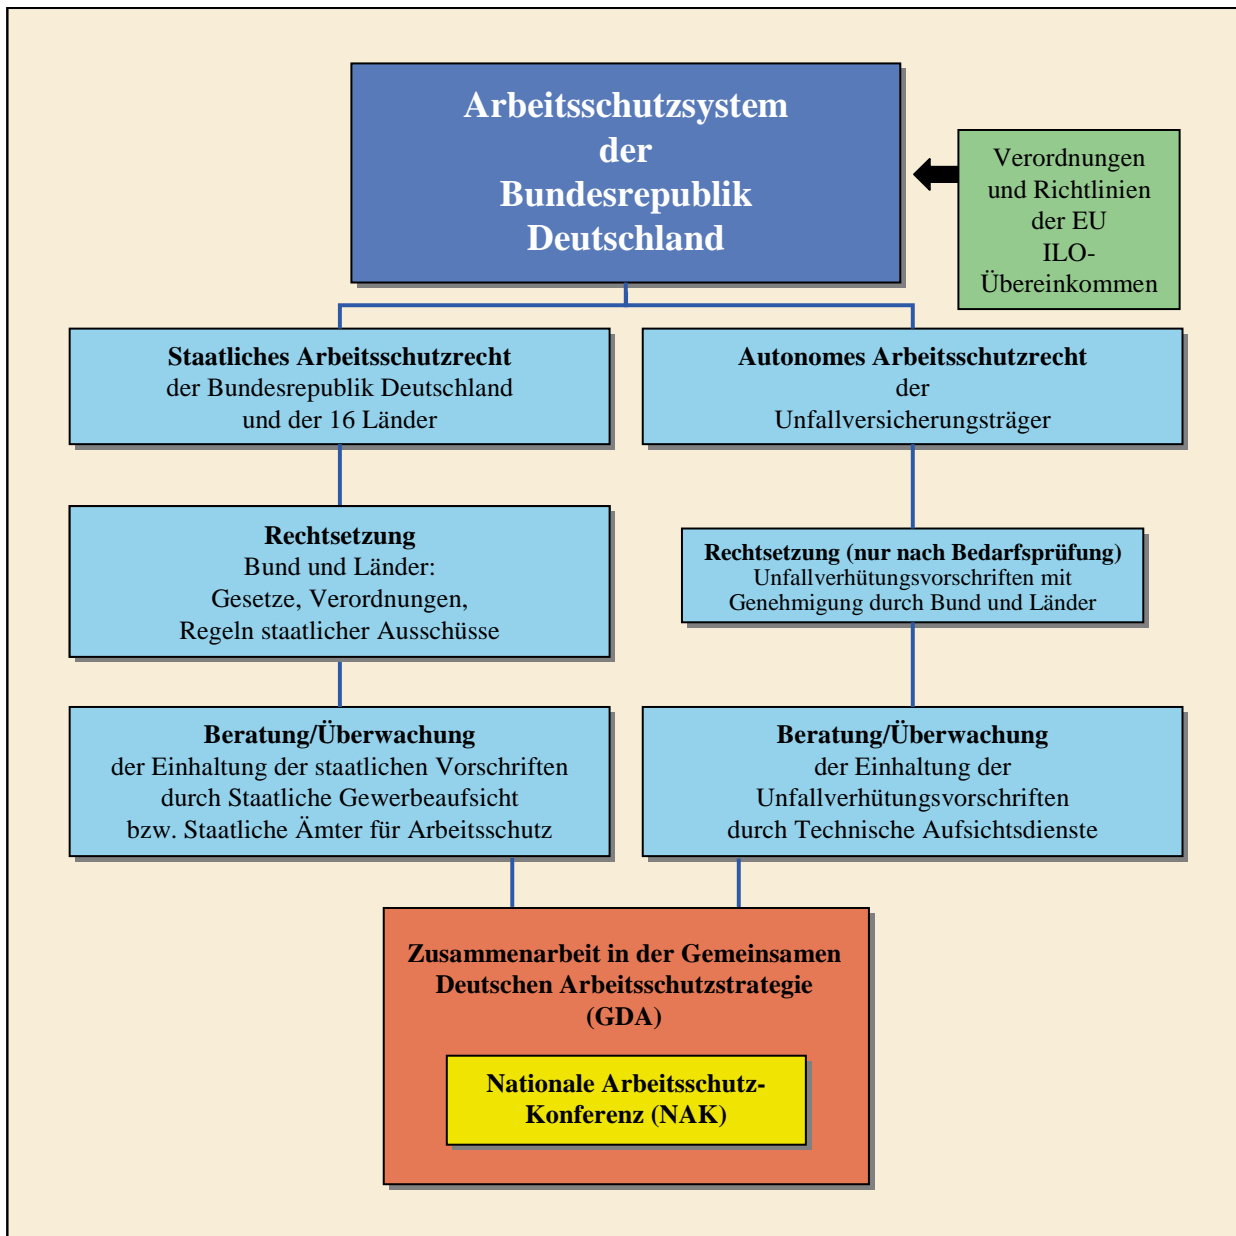 Arbeitsschutzsystem
der
Bundesrepublik
Deutschland
Verordnungen
und Richtlinien
der EU
ILO-
Übereinkommen
Staatliches Arbeitsschutzrecht
der Bundesrepublik Deutschland
und der 16 Länder
Autonomes Arbeitsschutzrecht
der
Unfallversicherungsträger
Rechtsetzung
Bund und Länder:
Gesetze, Verordnungen,
Regeln staatlicher Ausschüsse
Rechtsetzung (nur nach Bedarfsprüfung)
Unfallverhütungsvorschriften mit
Genehmigung durch Bund und Länder
Beratung/Überwachung
der Einhaltung der staatlichen Vorschriften
durch Staatliche Gewerbeaufsicht
bzw. Staatliche Ämter für Arbeitsschutz
Beratung/Überwachung
der Einhaltung der
Unfallverhütungsvorschriften
durch Technische Aufsichtsdienste
Zusammenarbeit in der Gemeinsamen
Deutschen Arbeitsschutzstrategie
(GDA)
Nationale Arbeitsschutz-
Konferenz (NAK)